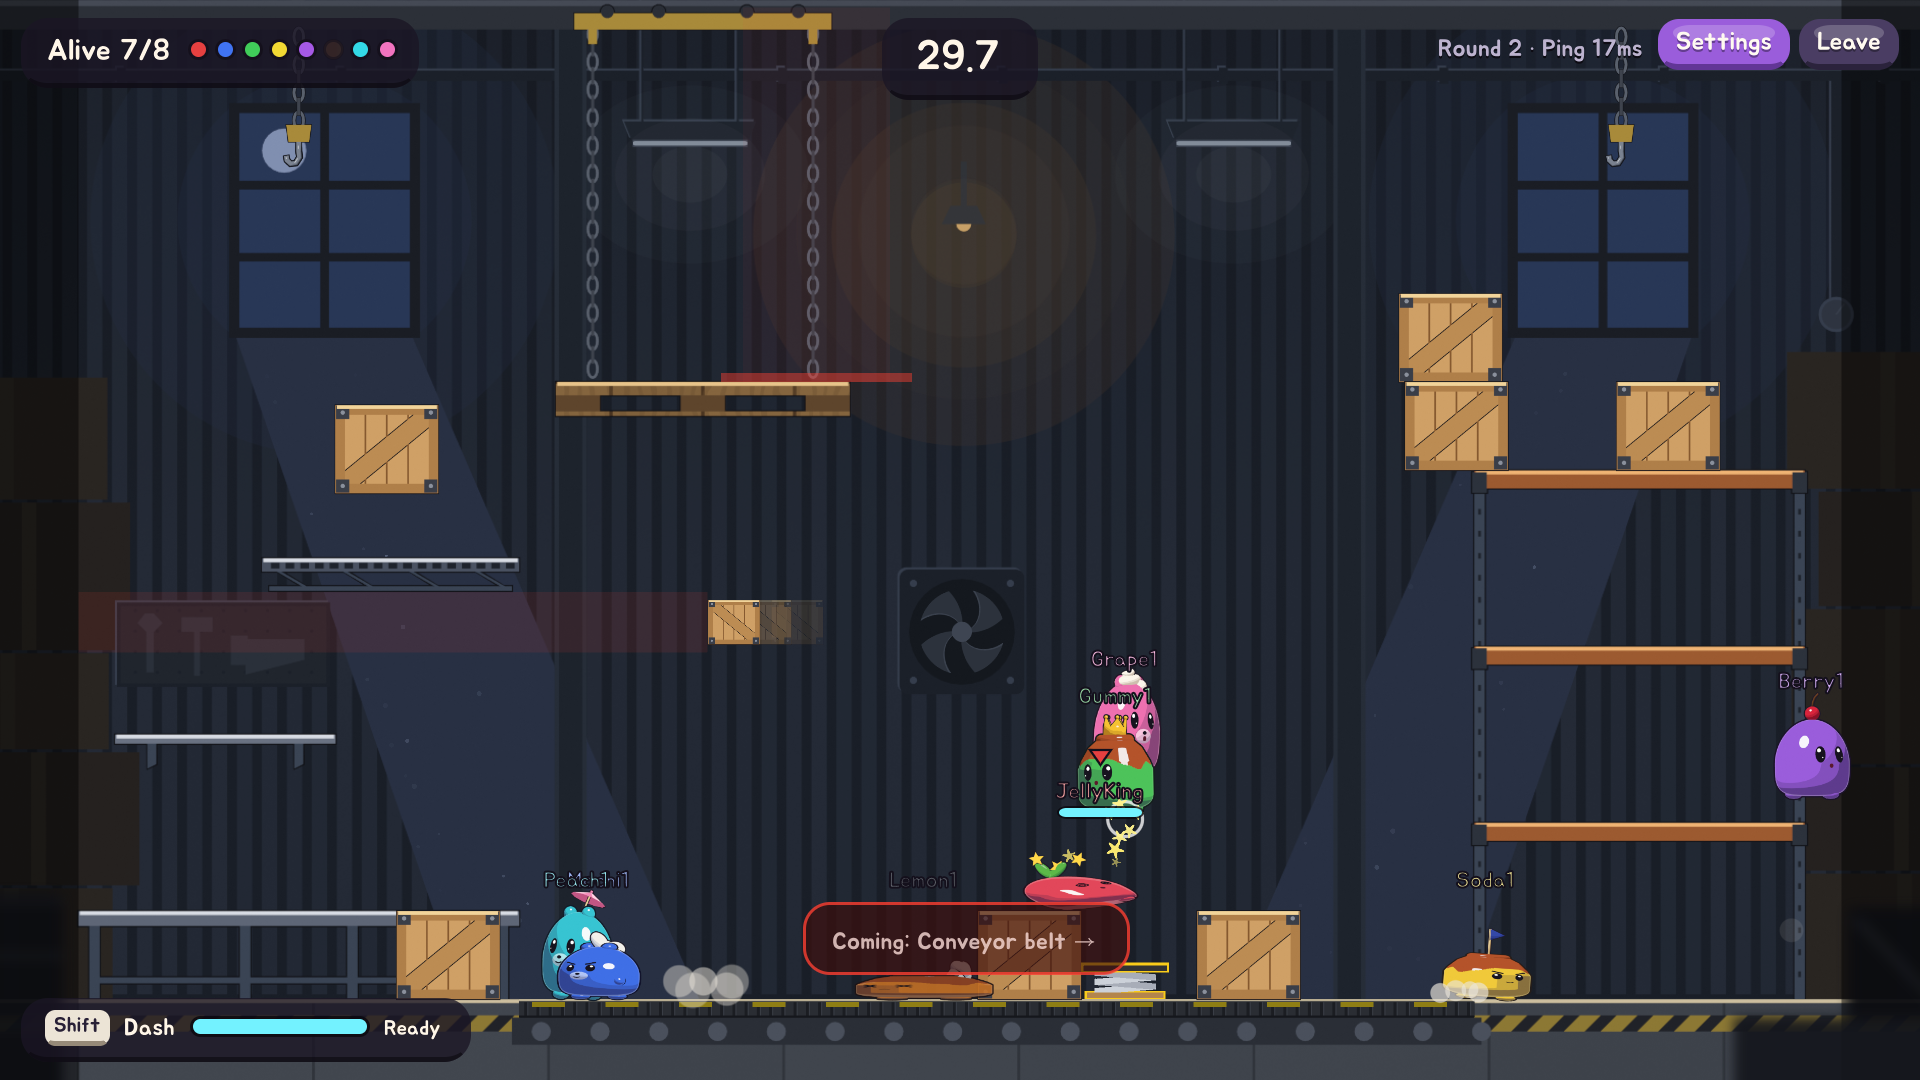 Alive 7/8
29.7
Round 2 · Ping 17ms
Settings
Leave
Grape1
Gummy1
Berry1
JellyKing
Lemon1
Soda1
Coming: Conveyor belt →
Shift Dash Ready